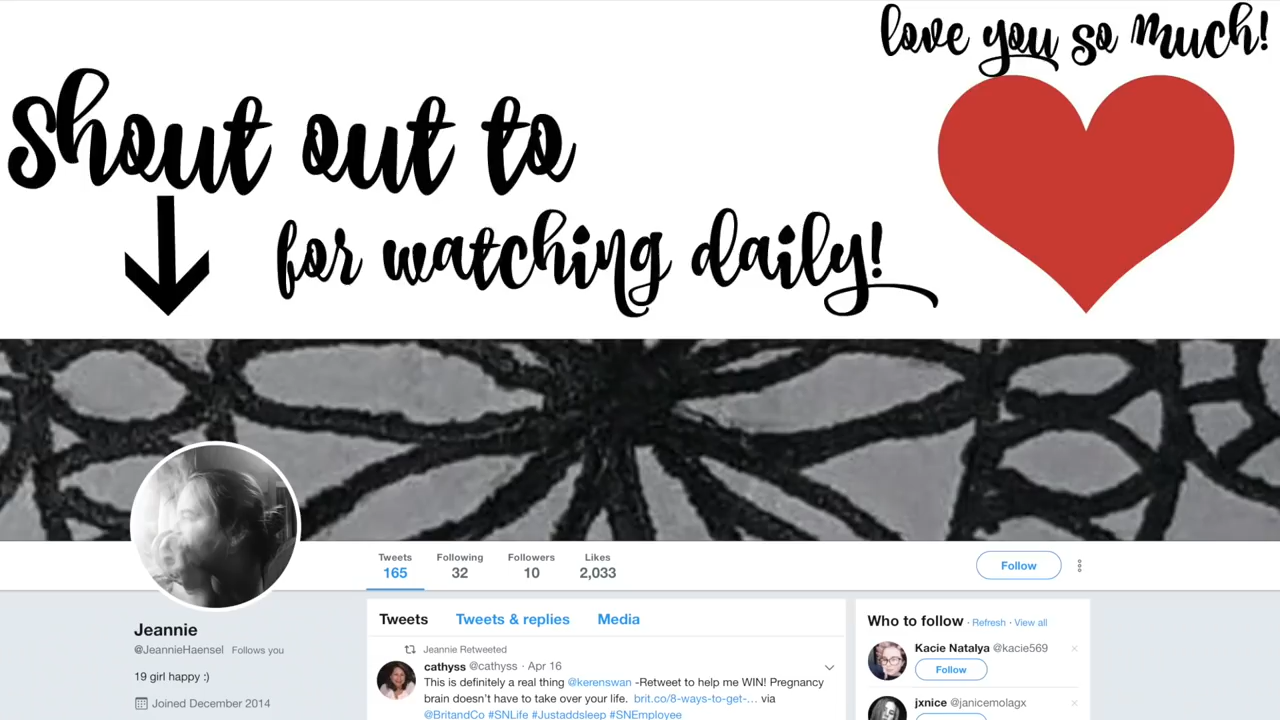 love you so much!
shout out to
for watching daily!
Tweets Following Followers Likes
165 32 10 2,033
Follow
Jeannie
@JeannieHaensel Follows you
19 girl happy :)
Joined December 2014
Tweets Tweets & replies Media
Jeannie Retweeted
cathyss @cathyss · Apr 16
This is definitely a real thing @kerenswan -Retweet to help me WIN! Pregnancy
brain doesn't have to take over your life. brit.co/8-ways-to-get-... via
@BritandCo #SNLife #Justaddsleep #SNEmployee
Who to follow · Refresh · View all
Kacie Natalya @kacie569
Follow
jxnice @janicemolagx